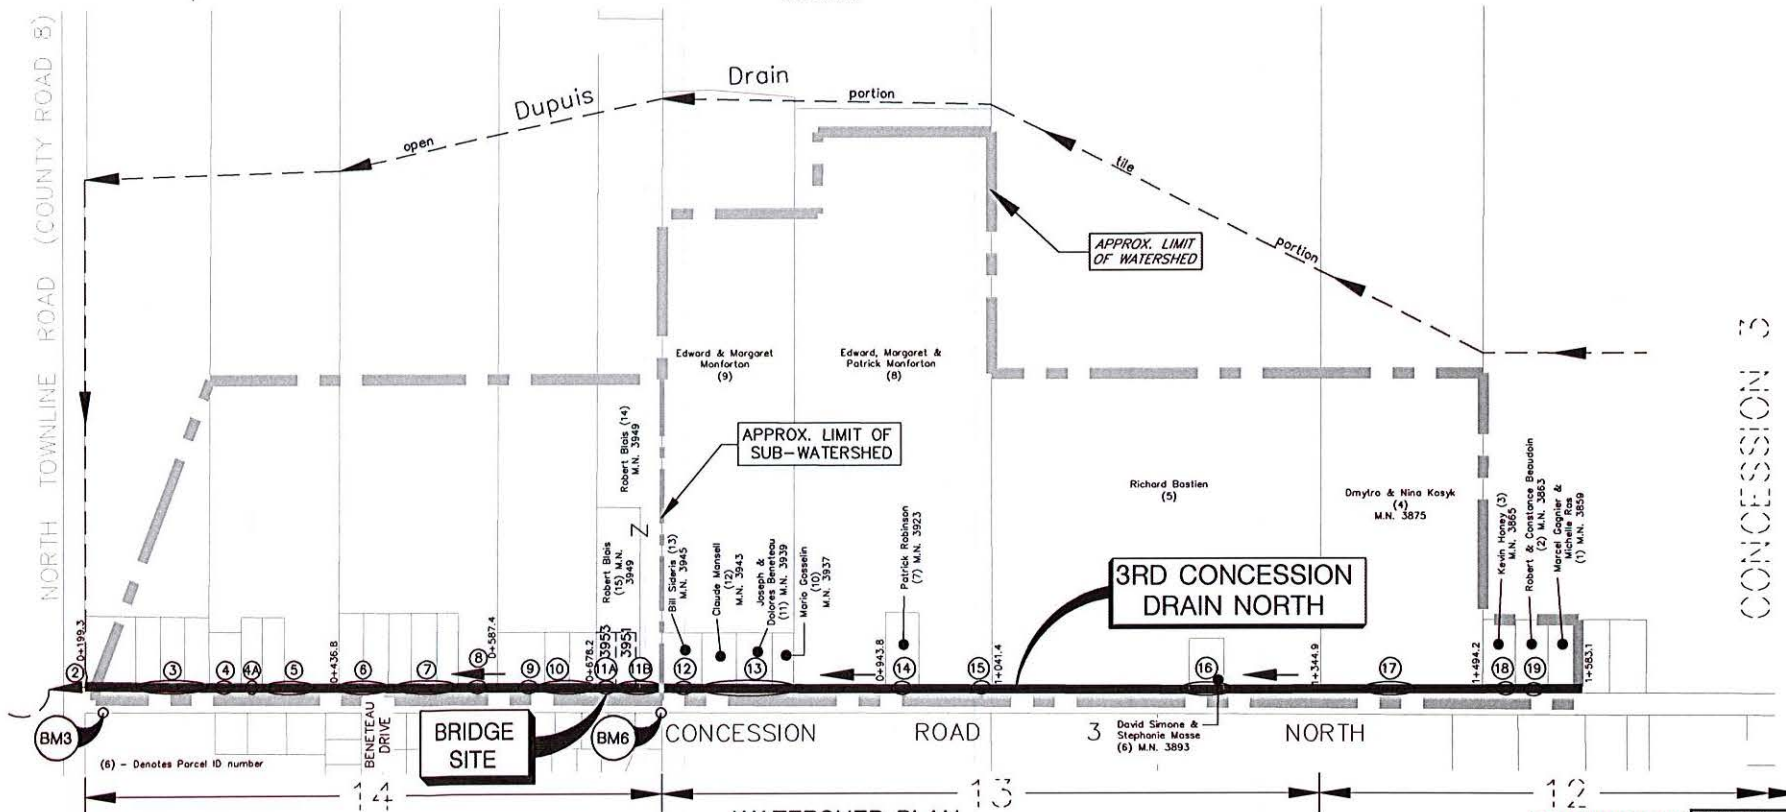 NORTH TOWNLINE ROAD (COUNTY ROAD 8)
Dupuis
Drain
open
portion
tile
portion
APPROX. LIMIT
OF WATERSHED
CONCESSION 3
Edward & Margaret
Monforton
(9)
Edward, Margaret &
Patrick Monforton
(8)
APPROX. LIMIT OF
SUB-WATERSHED
Robert Blais (14)
M.N. 3949
Richard Bastien
(5)
Dmylro & Nina Kosyk
(4)
M.N. 3875
Kevin Honey (3)
M.N. 3865
Robert & Constance Beaudoin
(2) M.N. 3863
Marcel Gagnier &
Michelle Ras
(1) M.N. 3859
Robert Blais
(15) M.N.
3949
Z
Bill Sideris (13)
M.N. 3945
Claude Mansell
(12)
M.N. 3943
Joseph &
Dolores Beneteau
(11) M.N. 3939
Mario Gosselin
(10)
M.N. 3937
Patrick Robinson
(7) M.N. 3923
3RD CONCESSION
DRAIN NORTH
0+199.3
0+436.8
0+587.4
0+678.2
3953
3951
0+943.8
1+041.4
1+344.9
1+494.2
1+583.1
2 3 4 4A 5 6 7 8 9 10 11A 11B 12 13 14 15 16 17 18 19
BM3
BENETEAU
DRIVE
BRIDGE
SITE
BM6
CONCESSION ROAD 3 NORTH
David Simone &
Stephanie Masse
(6) M.N. 3893
(6) - Denotes Parcel ID number
14
13
12
WATERSHED PLAN